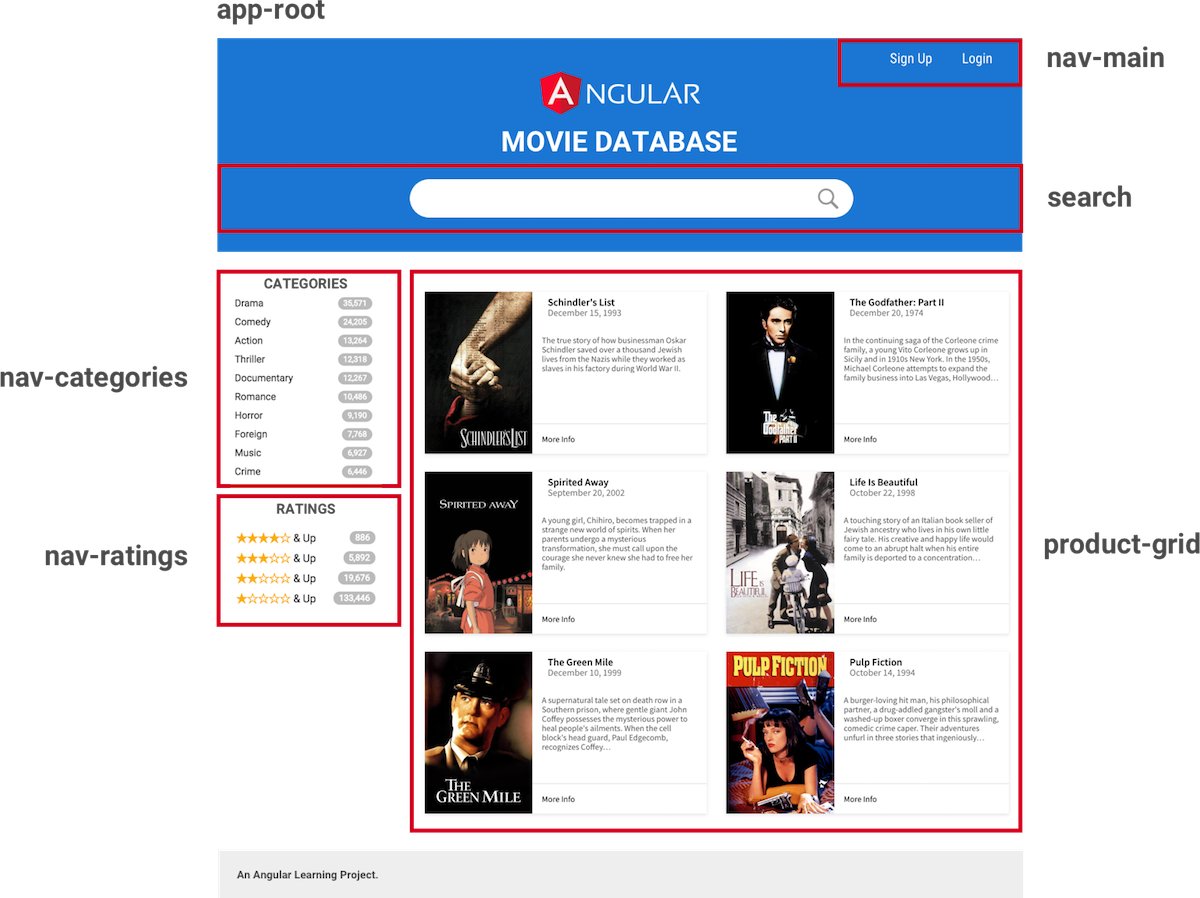 app-root
Sign Up Login
nav-main
ANGULAR
MOVIE DATABASE
search
nav-categories
CATEGORIES
Drama 35,571
Comedy 24,205
Action 13,264
Thriller 12,318
Documentary 12,267
Romance 10,486
Horror 9,190
Foreign 7,768
Music 6,927
Crime 6,446
nav-ratings
RATINGS
& Up 886
& Up 5,892
& Up 19,676
& Up 133,446
product-grid
SCHINDLER'S LIST
Schindler's List
December 15, 1993
The true story of how businessman Oskar
Schindler saved over a thousand Jewish
lives from the Nazis while they worked as
slaves in his factory during World War II.
More Info
The
Godfather
PART II
The Godfather: Part II
December 20, 1974
In the continuing saga of the Corleone crime
family, a young Vito Corleone grows up in
Sicily and in 1910s New York. In the 1950s,
Michael Corleone attempts to expand the
family business into Las Vegas, Hollywood...
More Info
SPIRITED AWAY
Spirited Away
September 20, 2002
A young girl, Chihiro, becomes trapped in a
strange new world of spirits. When her
parents undergo a mysterious
transformation, she must call upon the
courage she never knew she had to free her
family.
More Info
LIFE IS
BEAUTIFUL
Life Is Beautiful
October 22, 1998
A touching story of an Italian book seller of
Jewish ancestry who lives in his own little
fairy tale. His creative and happy life would
come to an abrupt halt when his entire
family is deported to a concentration...
More Info
THE
GREEN MILE
The Green Mile
December 10, 1999
A supernatural tale set on death row in a
Southern prison, where gentle giant John
Coffey possesses the mysterious power to
heal people's ailments. When the cell
block's head guard, Paul Edgecomb,
recognizes Coffey...
More Info
PULP FICTION
Pulp Fiction
October 14, 1994
A burger-loving hit man, his philosophical
partner, a drug-addled gangster's moll and a
washed-up boxer converge in this sprawling,
comedic crime caper. Their adventures
unfurl in three stories that ingeniously...
More Info
An Angular Learning Project.